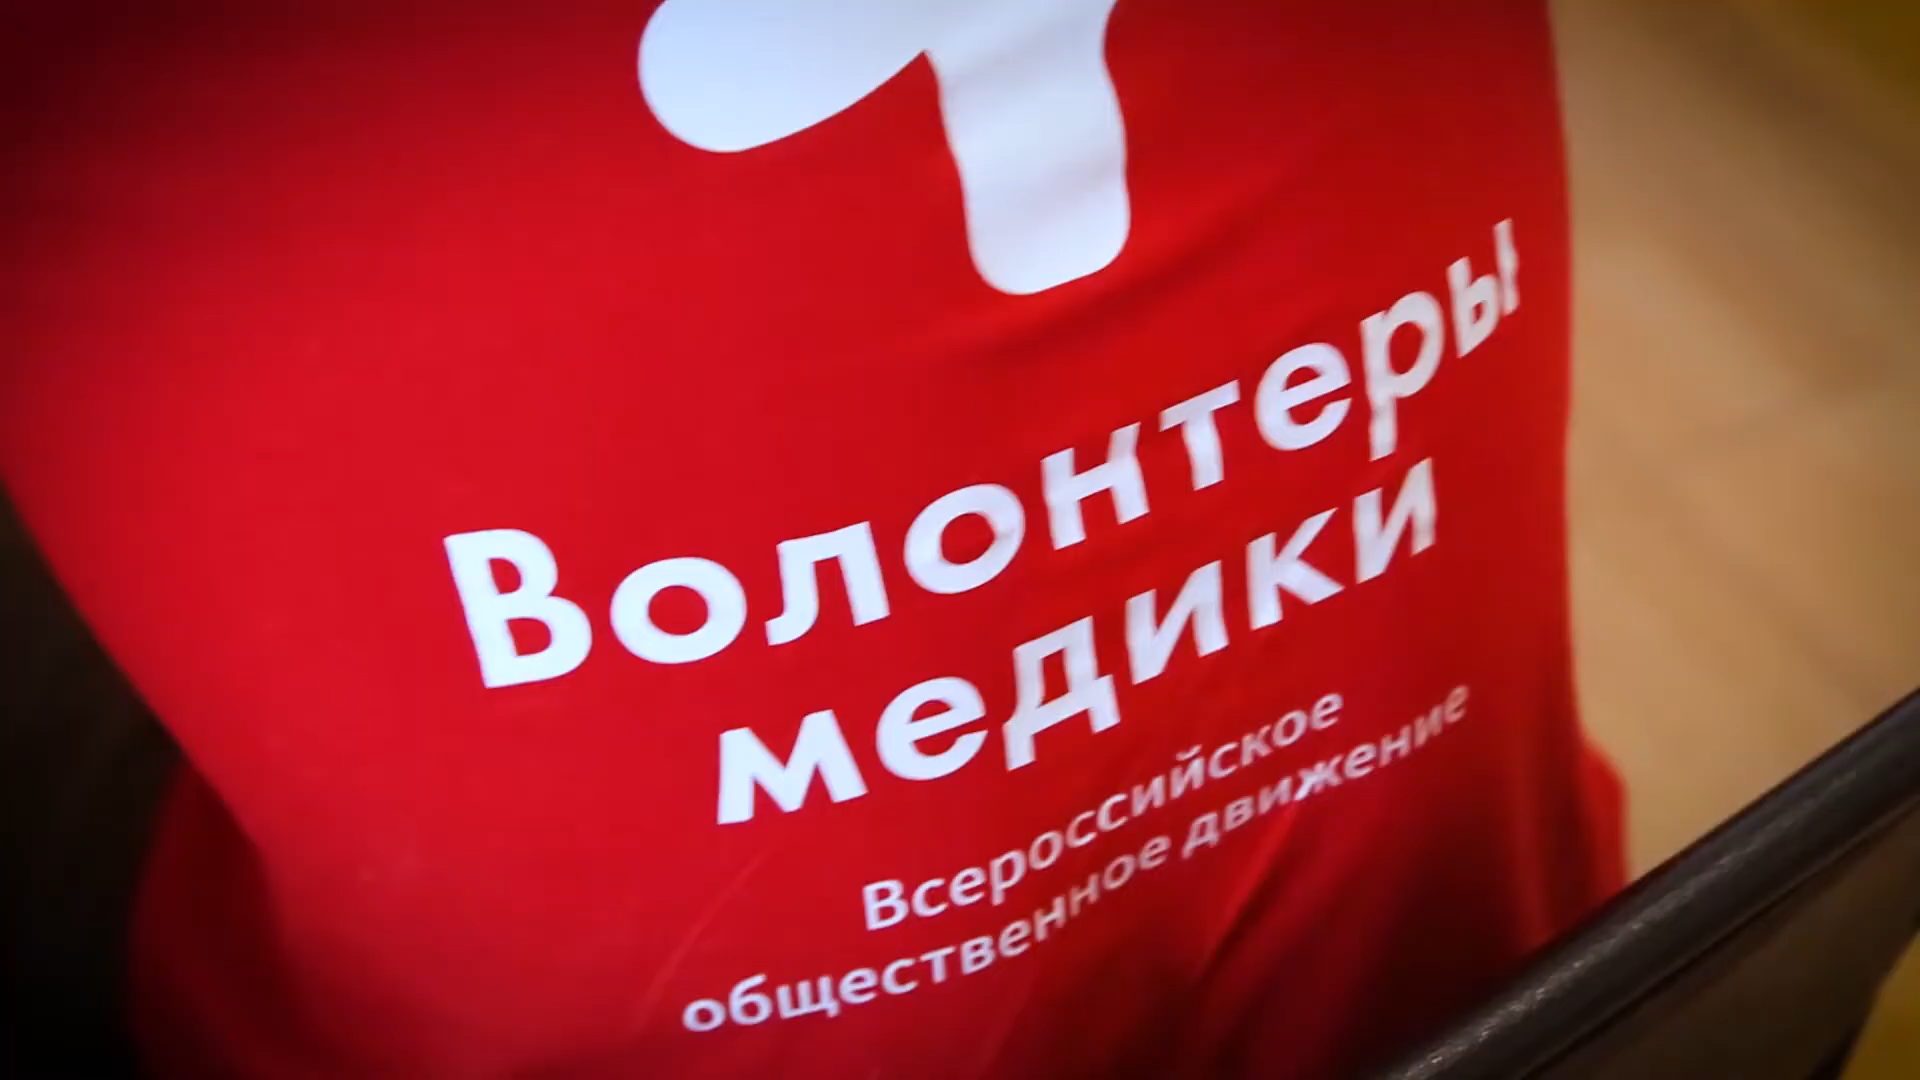 Волонтеры
медики
Всероссийское
общественное движение